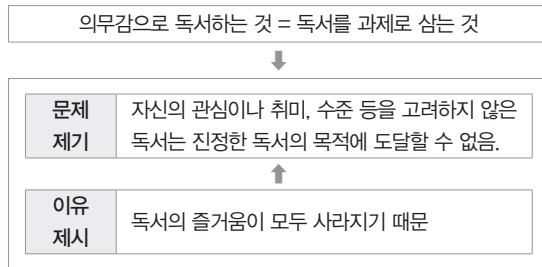 의무감으로 독서하는 것 = 독서를 과제로 삼는 것
문제
제기
자신의 관심이나 취미, 수준 등을 고려하지 않은
독서는 진정한 독서의 목적에 도달할 수 없음.
이유
제시
독서의 즐거움이 모두 사라지기 때문